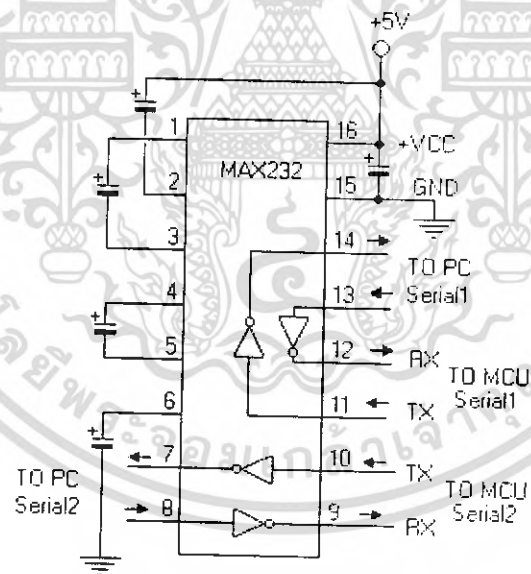 +5V
+
1
16
+VCC
+
MAX232
+
2
15
GND
3
14
TO PC
Serial1
4
13
+
12
RX
TO MCU
Serial1
5
11
TX
6
+
7
10
TX
TO PC
Serial2
TO MCU
Serial2
8
9
RX